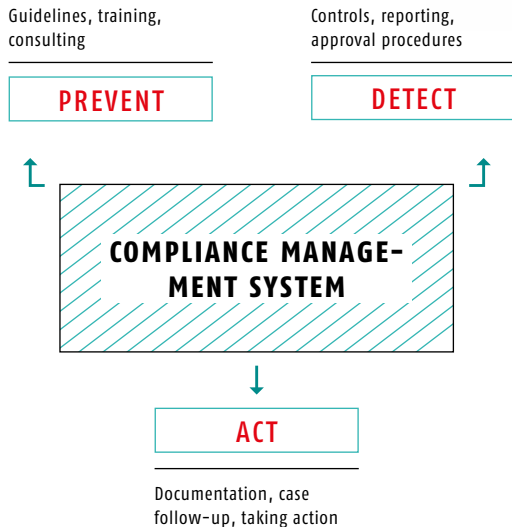 Guidelines, training,
consulting
PREVENT
Controls, reporting,
approval procedures
DETECT
COMPLIANCE MANAGE-
MENT SYSTEM
ACT
Documentation, case
follow-up, taking action